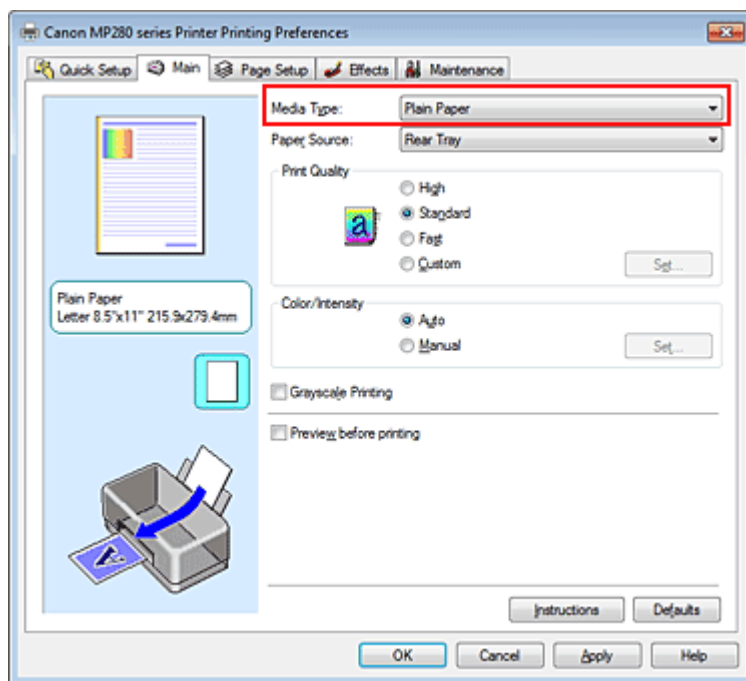 Canon MP280 series Printer Printing Preferences
Quick Setup Main Page Setup Effects Maintenance
Media Type: Plain Paper
Paper Source: Rear Tray
Print Quality
High
a Standard
Fast
Custom Set...
Plain Paper
Letter 8.5"x11" 215.9x279.4mm
Color/Intensity
Auto
Manual Set...
Grayscale Printing
Preview before printing
A
Instructions Defaults
OK Cancel Apply Help